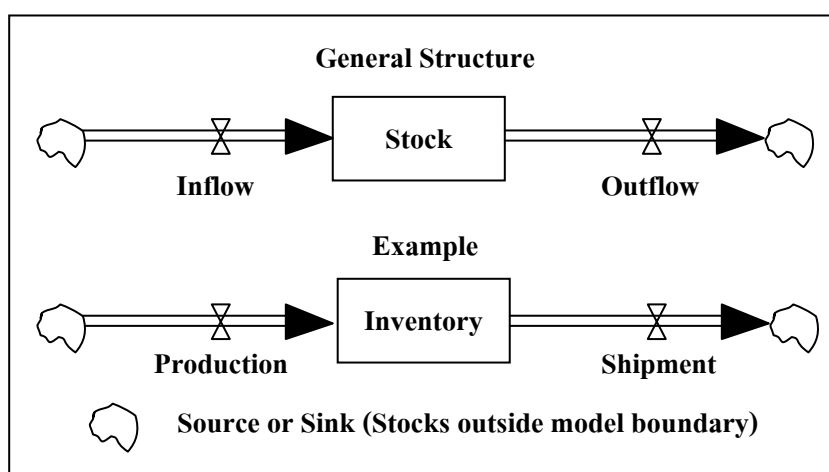 General Structure
Stock
Inflow
Outflow
Example
Inventory
Production
Shipment
Source or Sink (Stocks outside model boundary)